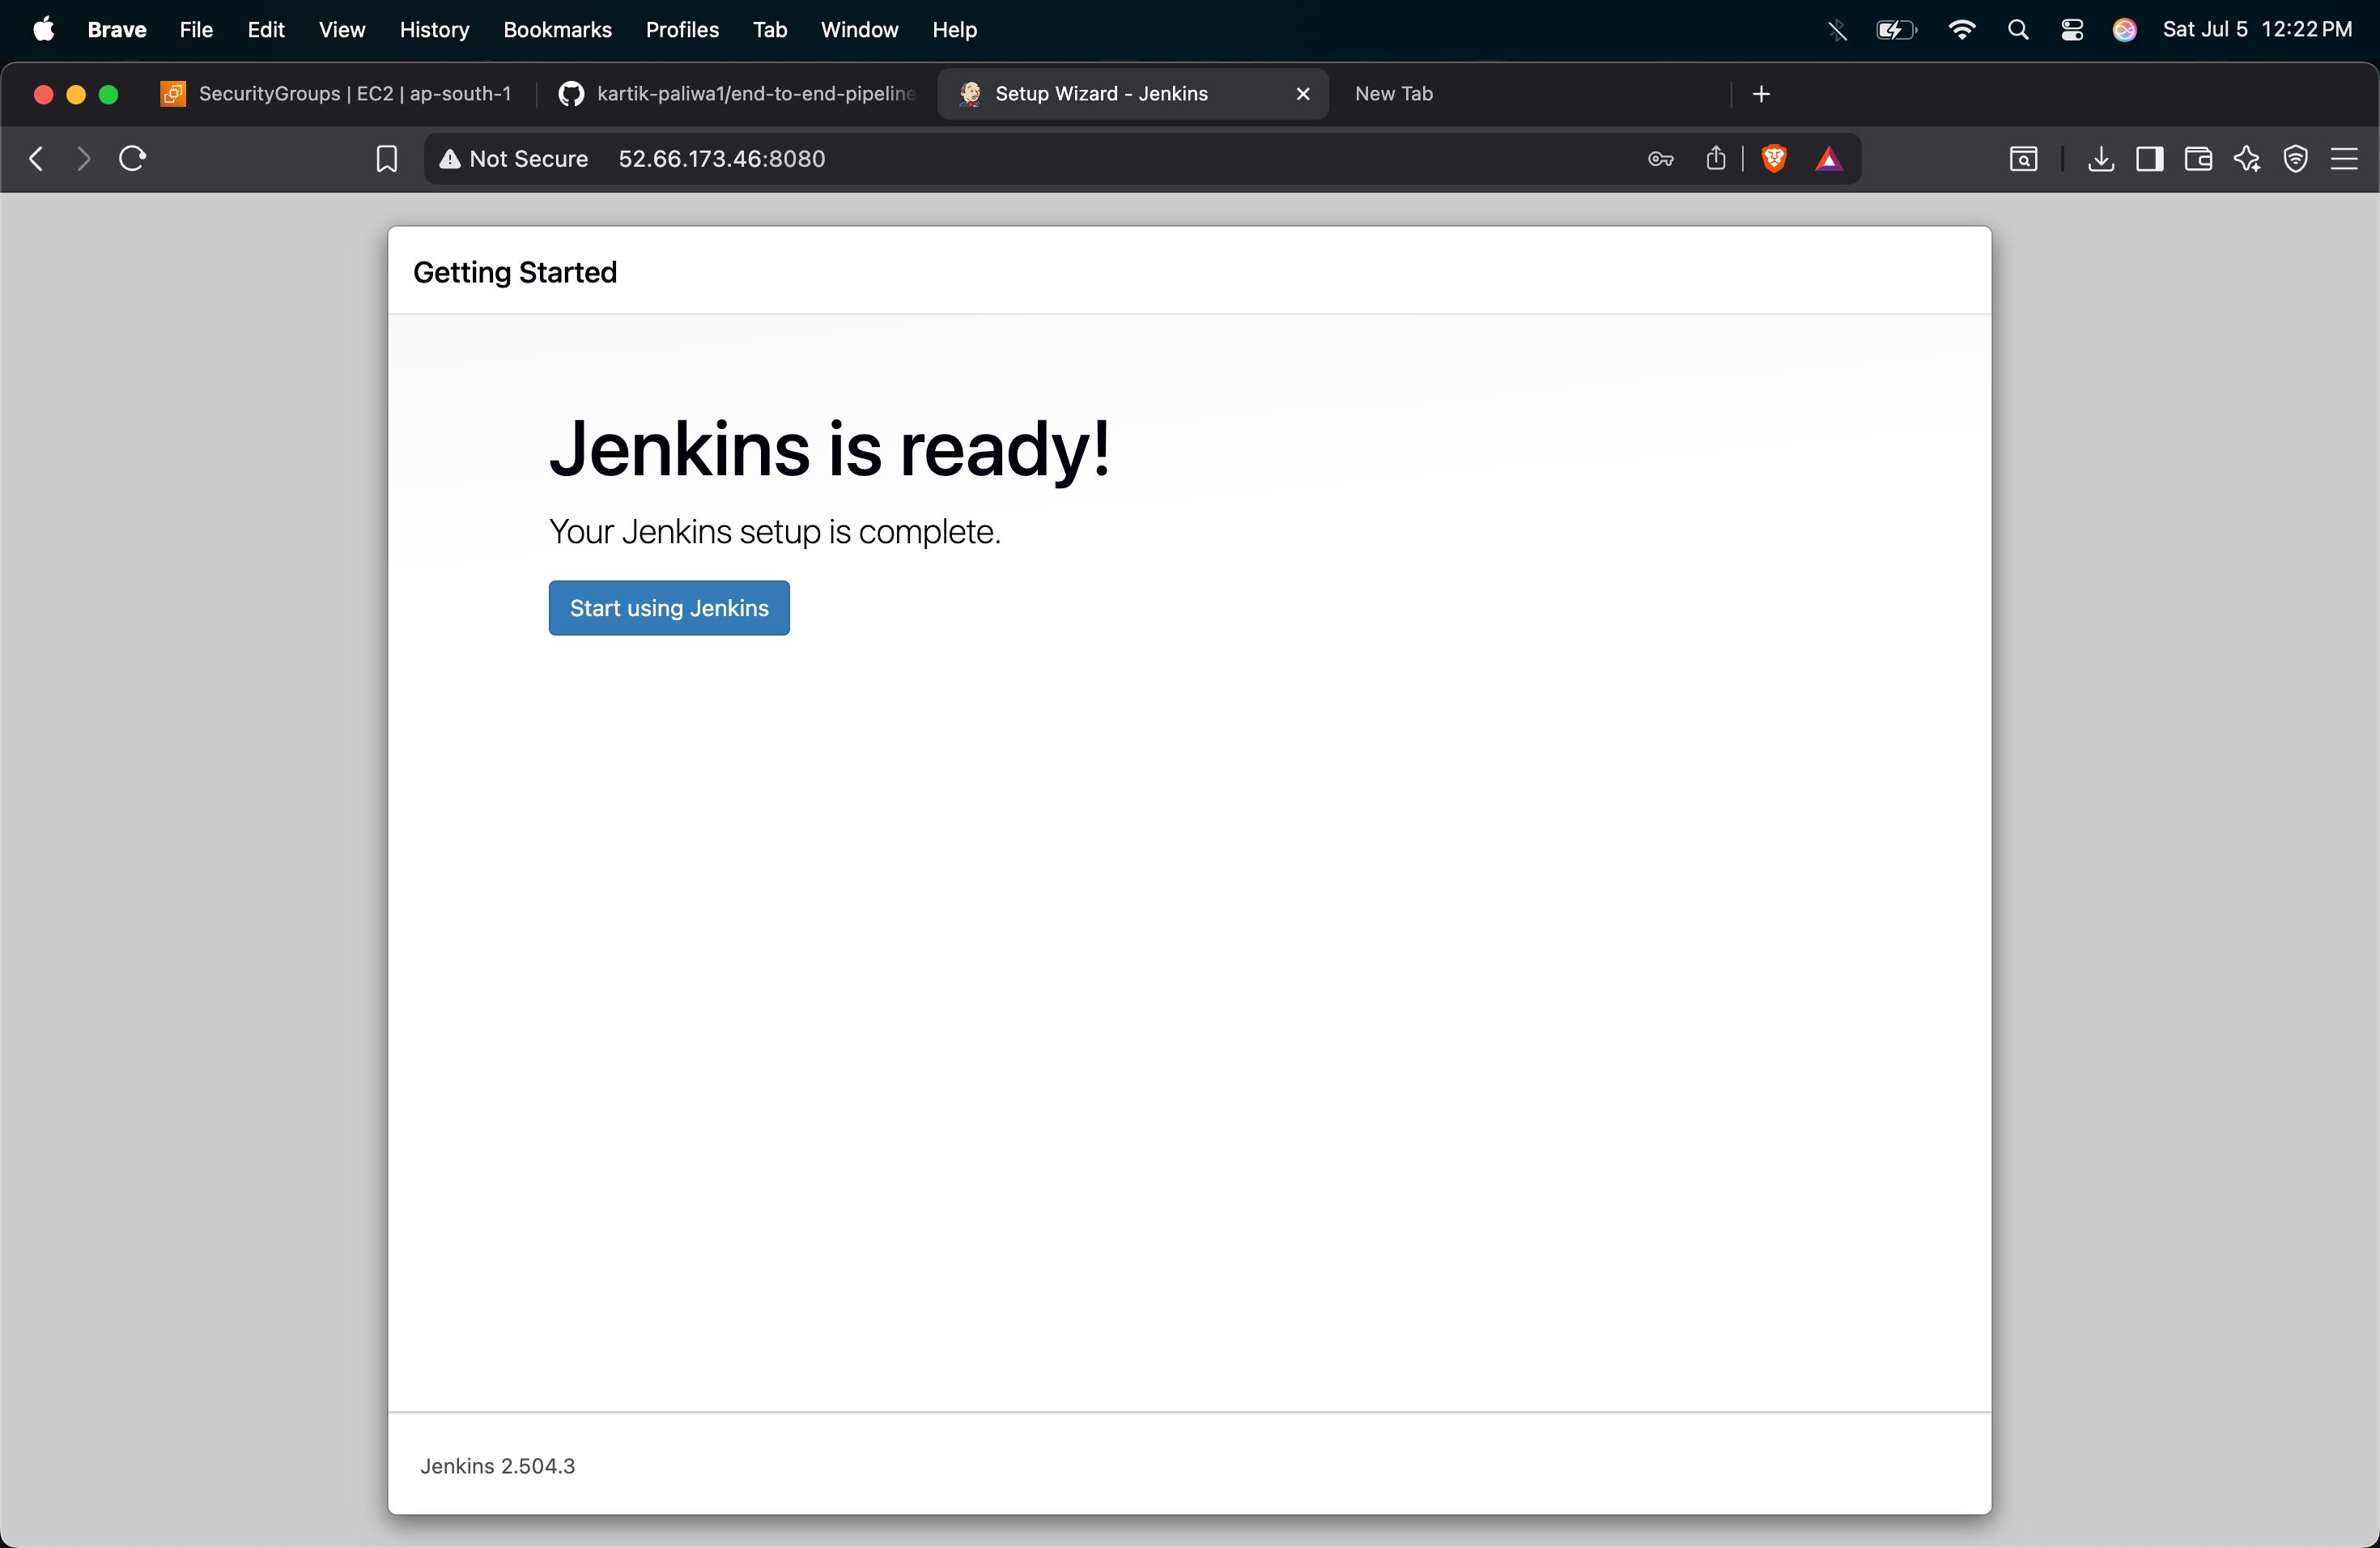 Brave File Edit View History Bookmarks Profiles Tab Window Help Sat Jul 5 12:22 PM
SecurityGroups | EC2 | ap-south-1 kartik-paliwa1/end-to-end-pipeline Setup Wizard - Jenkins New Tab
Not Secure 52.66.173.46:8080
Getting Started
Jenkins is ready!
Your Jenkins setup is complete.
Start using Jenkins
Jenkins 2.504.3